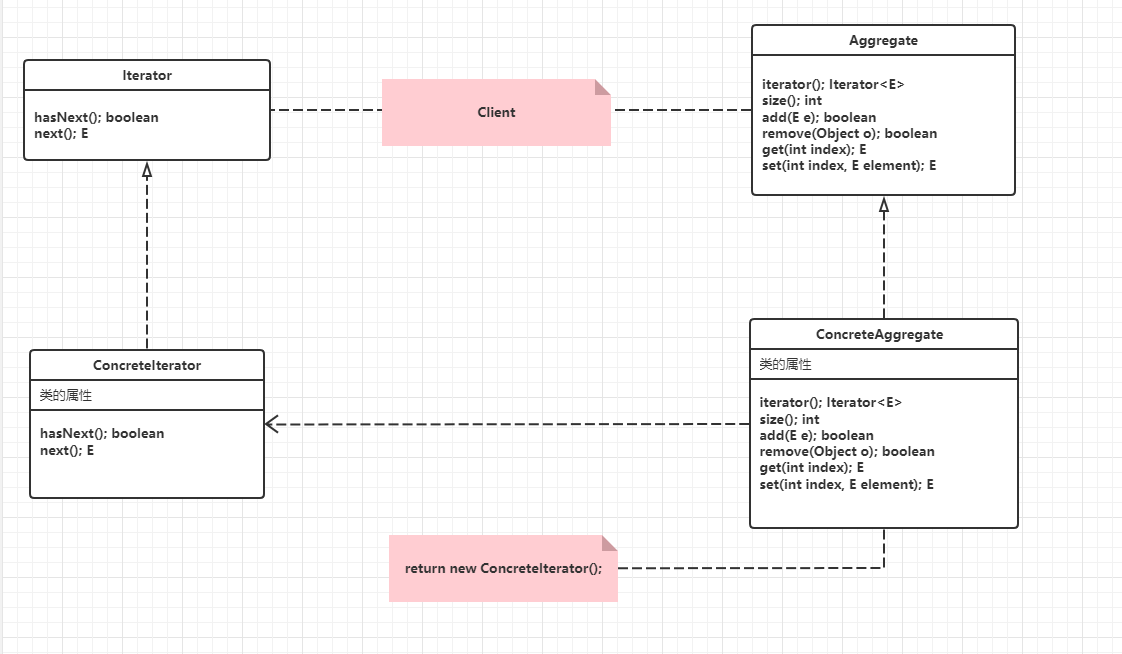 Iterator
hasNext(); boolean
next(); E
Client
Aggregate
iterator(); Iterator<E>
size(); int
add(E e); boolean
remove(Object o); boolean
get(int index); E
set(int index, E element); E
ConcreteIterator
类的属性
hasNext(); boolean
next(); E
ConcreteAggregate
类的属性
iterator(); Iterator<E>
size(); int
add(E e); boolean
remove(Object o); boolean
get(int index); E
set(int index, E element); E
return new ConcreteIterator();